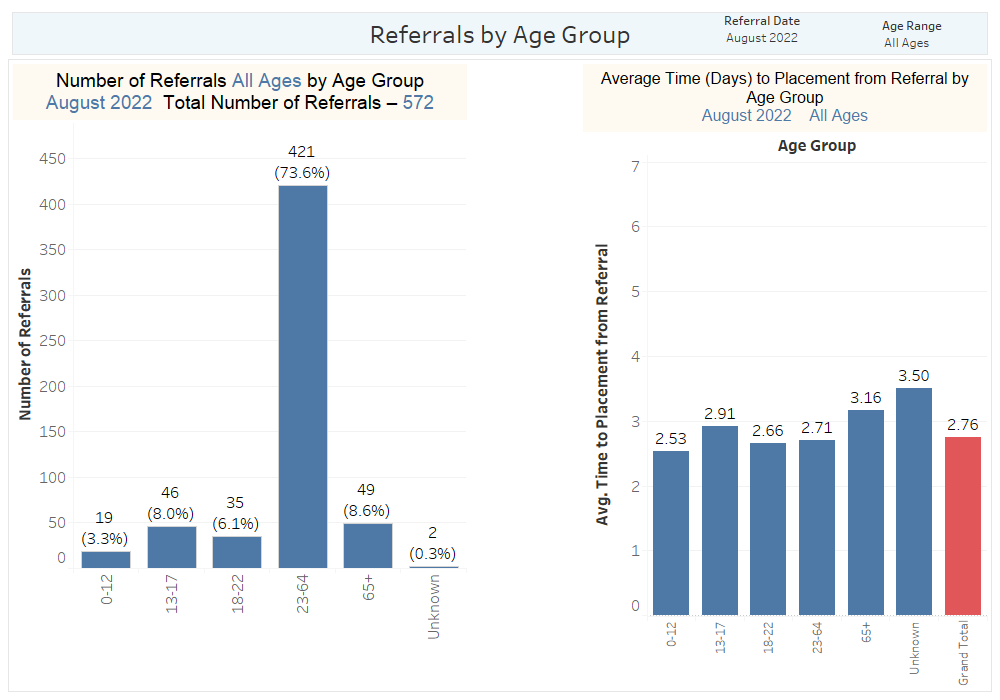 Referrals by Age Group
Referral Date
August 2022
Age Range
All Ages
Number of Referrals All Ages by Age Group
August 2022 Total Number of Referrals – 572
Number of Referrals
450
400
350
300
250
200
150
100
50
0
19
(3.3%)
46
(8.0%)
35
(6.1%)
421
(73.6%)
49
(8.6%)
2
(0.3%)
0-12
13-17
18-22
23-64
65+
Unknown
Average Time (Days) to Placement from Referral by
Age Group
August 2022 All Ages
Age Group
Avg. Time to Placement from Referral
7
6
5
4
3
2
1
0
2.53
2.91
2.66
2.71
3.16
3.50
2.76
0-12
13-17
18-22
23-64
65+
Unknown
Grand Total